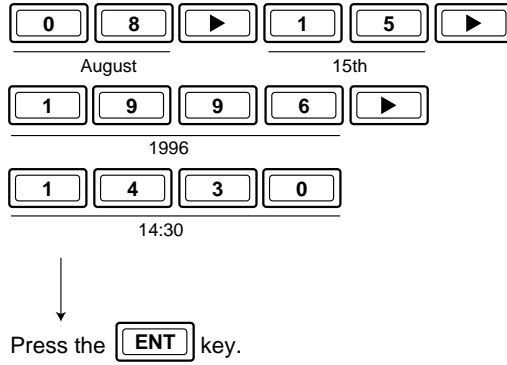 0 8 ▶ 1 5 ▶
August 15th
1 9 9 6 ▶
1996
1 4 3 0
14:30
Press the ENT key.